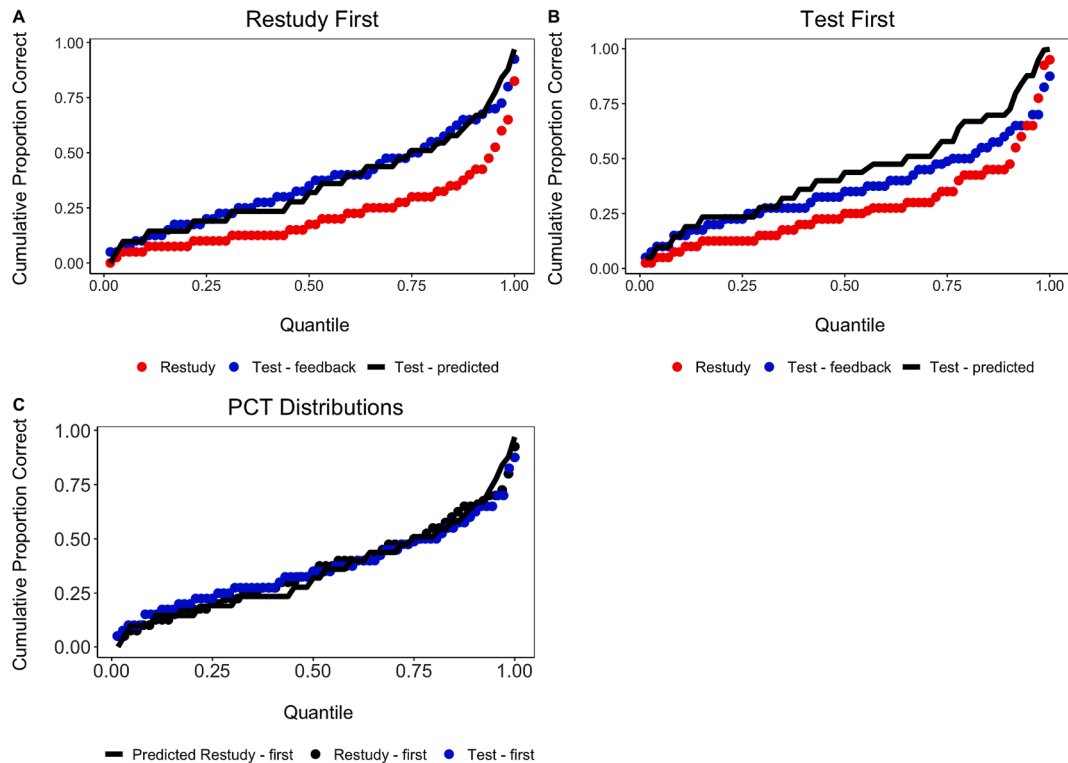 A
Restudy First
Cumulative Proportion Correct
1.00
0.75
0.50
0.25
0.00
0.00 0.25 0.50 0.75 1.00
Quantile
Restudy Test - feedback Test - predicted
B
Test First
Cumulative Proportion Correct
1.00
0.75
0.50
0.25
0.00
0.00 0.25 0.50 0.75 1.00
Quantile
Restudy Test - feedback Test - predicted
C
PCT Distributions
Cumulative Proportion Correct
1.00
0.75
0.50
0.25
0.00
0.00 0.25 0.50 0.75 1.00
Quantile
Predicted Restudy - first Restudy - first Test - first